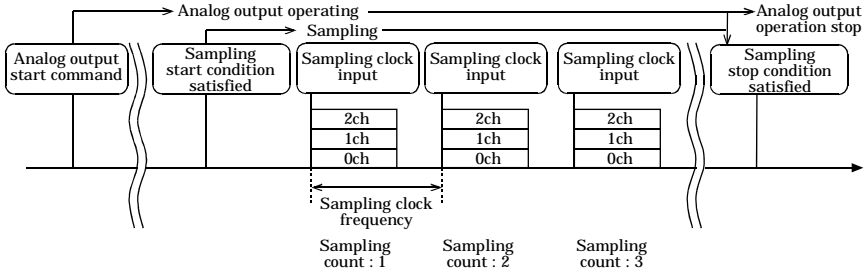 Analog output operating
Analog output
operation stop
Sampling
Analog output
start command
Sampling
start condition
satisfied
Sampling clock
input
Sampling clock
input
Sampling clock
input
Sampling
stop condition
satisfied
2ch
1ch
0ch
2ch
1ch
0ch
2ch
1ch
0ch
Sampling clock
frequency
Sampling
count : 1
Sampling
count : 2
Sampling
count : 3